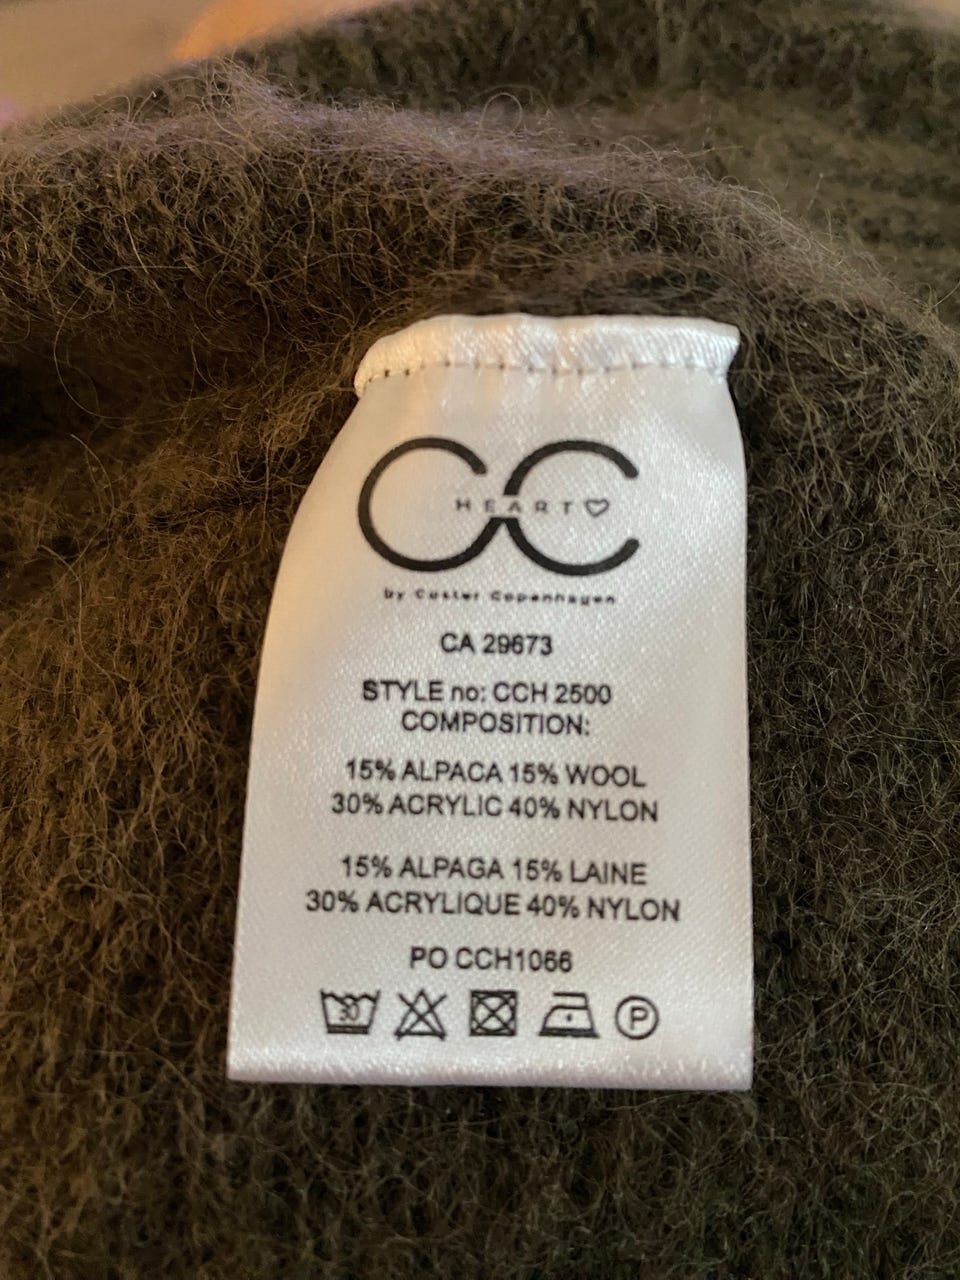 CC
HEART
by Coster Copenhagen
CA 29673
STYLE no: CCH 2500
COMPOSITION:
15% ALPACA 15% WOOL
30% ACRYLIC 40% NYLON
15% ALPAGA 15% LAINE
30% ACRYLIQUE 40% NYLON
PO CCH1066
30 P